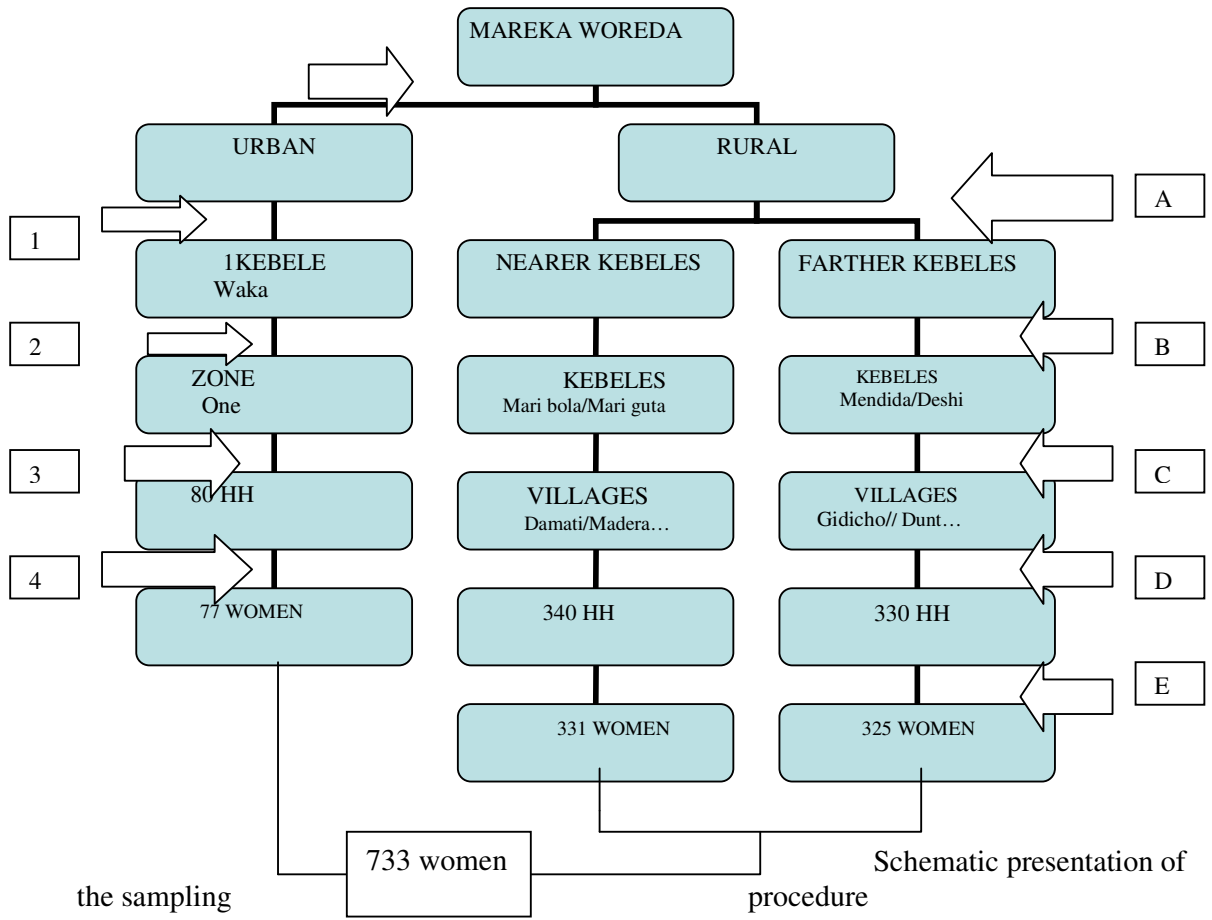 MAREKA WOREDA
URBAN
RURAL
A
1
1KEBELE
Waka
NEARER KEBELES
FARTHER KEBELES
2
B
ZONE
One
KEBELES
Mari bola/Mari guta
KEBELES
Mendida/Deshi
3
C
80 HH
VILLAGES
Damati/Madera…
VILLAGES
Gidicho// Dunt…
4
D
77 WOMEN
340 HH
330 HH
E
331 WOMEN
325 WOMEN
733 women
Schematic presentation of
the sampling procedure